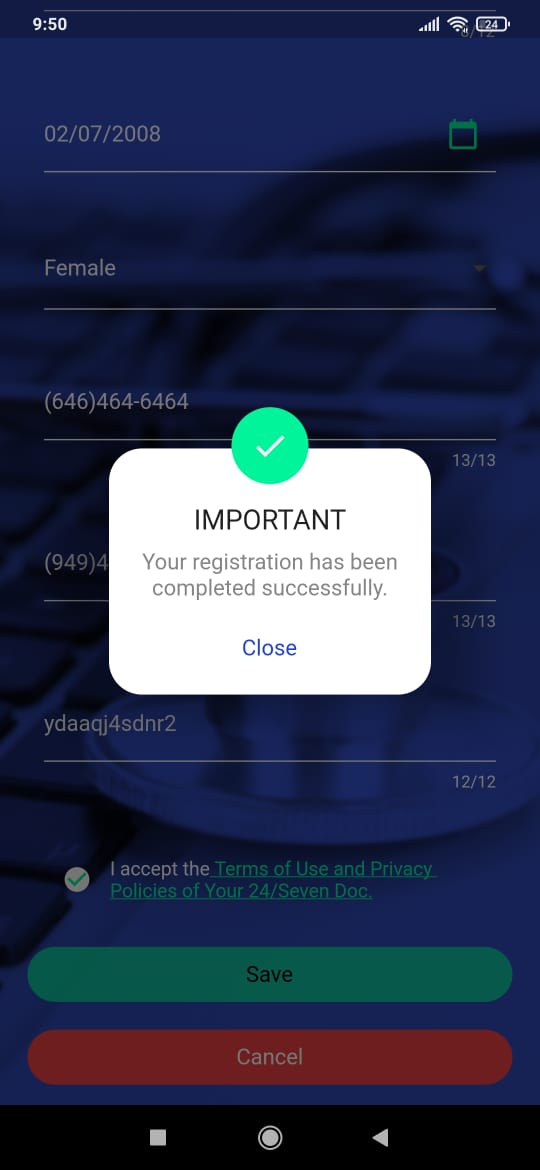 9:50
24
6/12
02/07/2008
Female
(646)464-6464
13/13
IMPORTANT
Your registration has been
completed successfully.
Close
(949)4
13/13
ydaaqj4sdnr2
12/12
I accept the Terms of Use and Privacy
Policies of Your 24/Seven Doc.
Save
Cancel